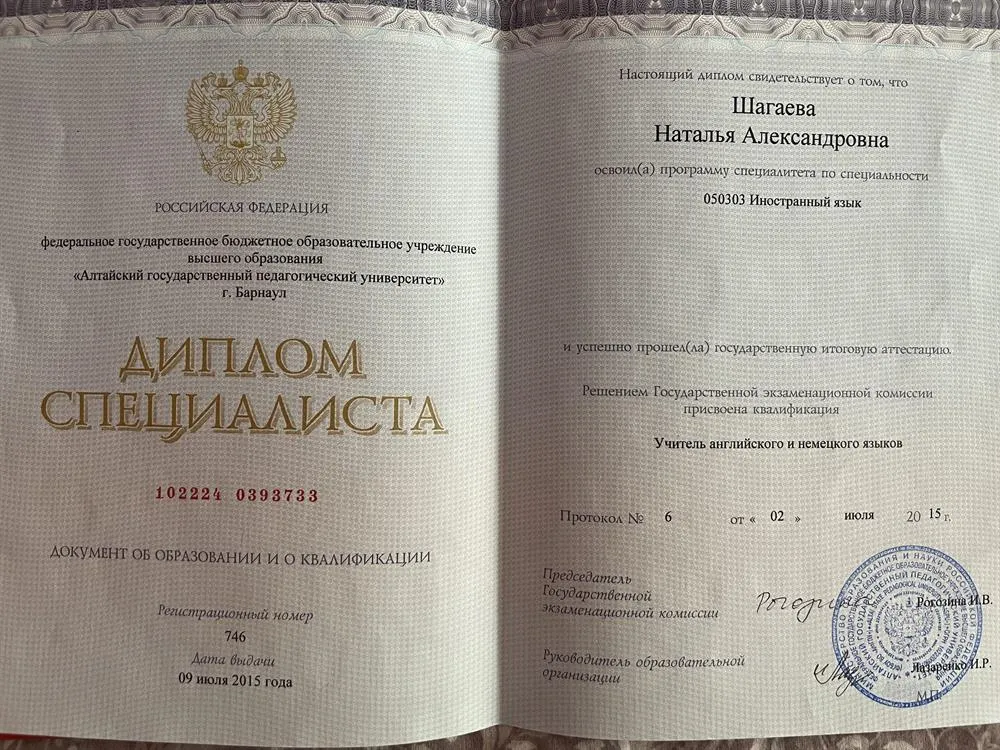 РОССИЙСКАЯ ФЕДЕРАЦИЯ
федеральное государственное бюджетное образовательное учреждение
высшего образования
«Алтайский государственный педагогический университет»
г. Барнаул
ДИПЛОМ
СПЕЦИАЛИСТА
102224 0393733
ДОКУМЕНТ ОБ ОБРАЗОВАНИИ И О КВАЛИФИКАЦИИ
Регистрационный номер
746
Дата выдачи
09 июля 2015 года
Настоящий диплом свидетельствует о том, что
Шагаева
Наталья Александровна
освоил(а) программу специалитета по специальности
050303 Иностранный язык
и успешно прошел(ла) государственную итоговую аттестацию.
Решением Государственной экзаменационной комиссии
присвоена квалификация
Учитель английского и немецкого языков
Протокол № 6 от « 02 » июля 20 15 г.
Председатель
Государственной
экзаменационной комиссии
Рогозина И.В.
Руководитель образовательной
организации
Лазаренко И.Р.
М.П.